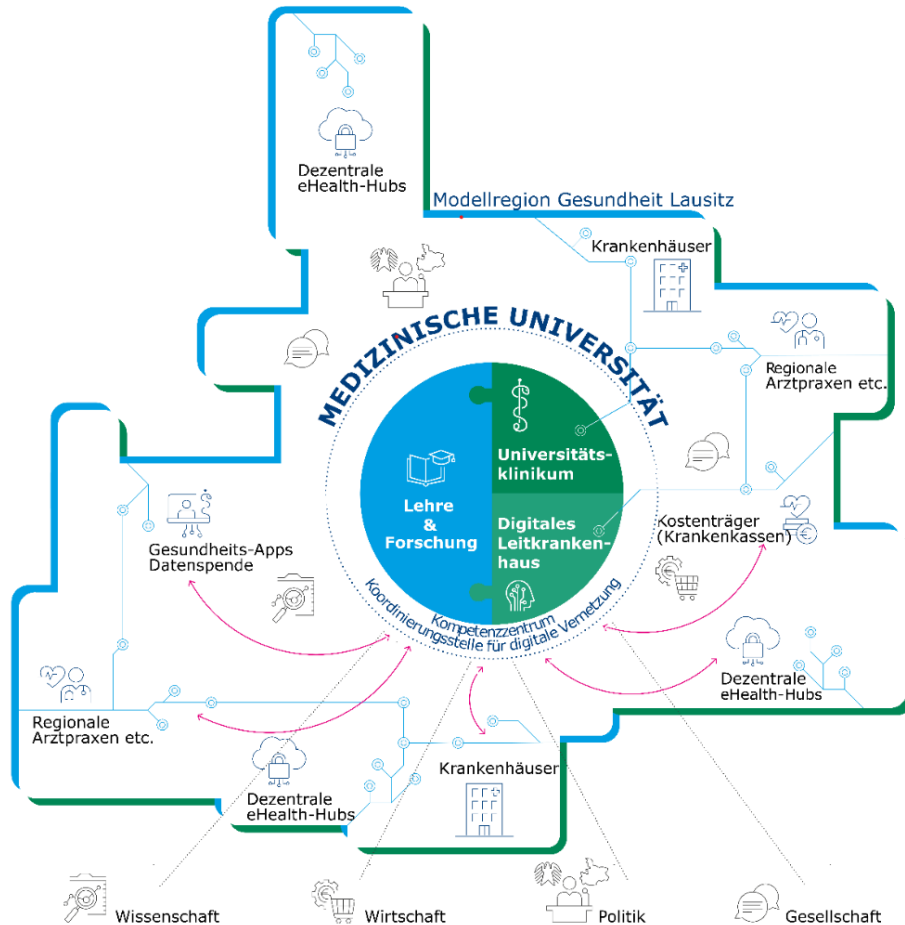 Dezentrale
eHealth-Hubs
Modellregion Gesundheit Lausitz
Krankenhäuser
MEDIZINISCHE UNIVERSITÄT
Regionale
Arztpraxen etc.
Universitäts-
klinikum
Lehre
&
Forschung
Digitales
Leitkranken-
haus
Kostenträger
(Krankenkassen)
Gesundheits-Apps
Datenspende
Kompetenzzentrum
Koordinierungsstelle für digitale Vernetzung
Dezentrale
eHealth-Hubs
Regionale
Arztpraxen etc.
Krankenhäuser
Dezentrale
eHealth-Hubs
Wissenschaft
Wirtschaft
Politik
Gesellschaft